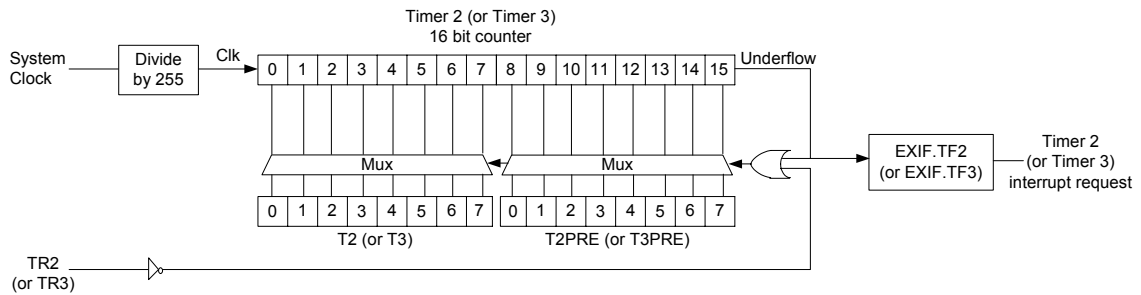 Timer 2 (or Timer 3)
16 bit counter
System
Clock
Divide
by 255
Clk
0 1 2 3 4 5 6 7 8 9 10 11 12 13 14 15
Underflow
Mux
Mux
EXIF.TF2
(or EXIF.TF3)
Timer 2
(or Timer 3)
interrupt request
0 1 2 3 4 5 6 7
0 1 2 3 4 5 6 7
T2 (or T3)
T2PRE (or T3PRE)
TR2
(or TR3)